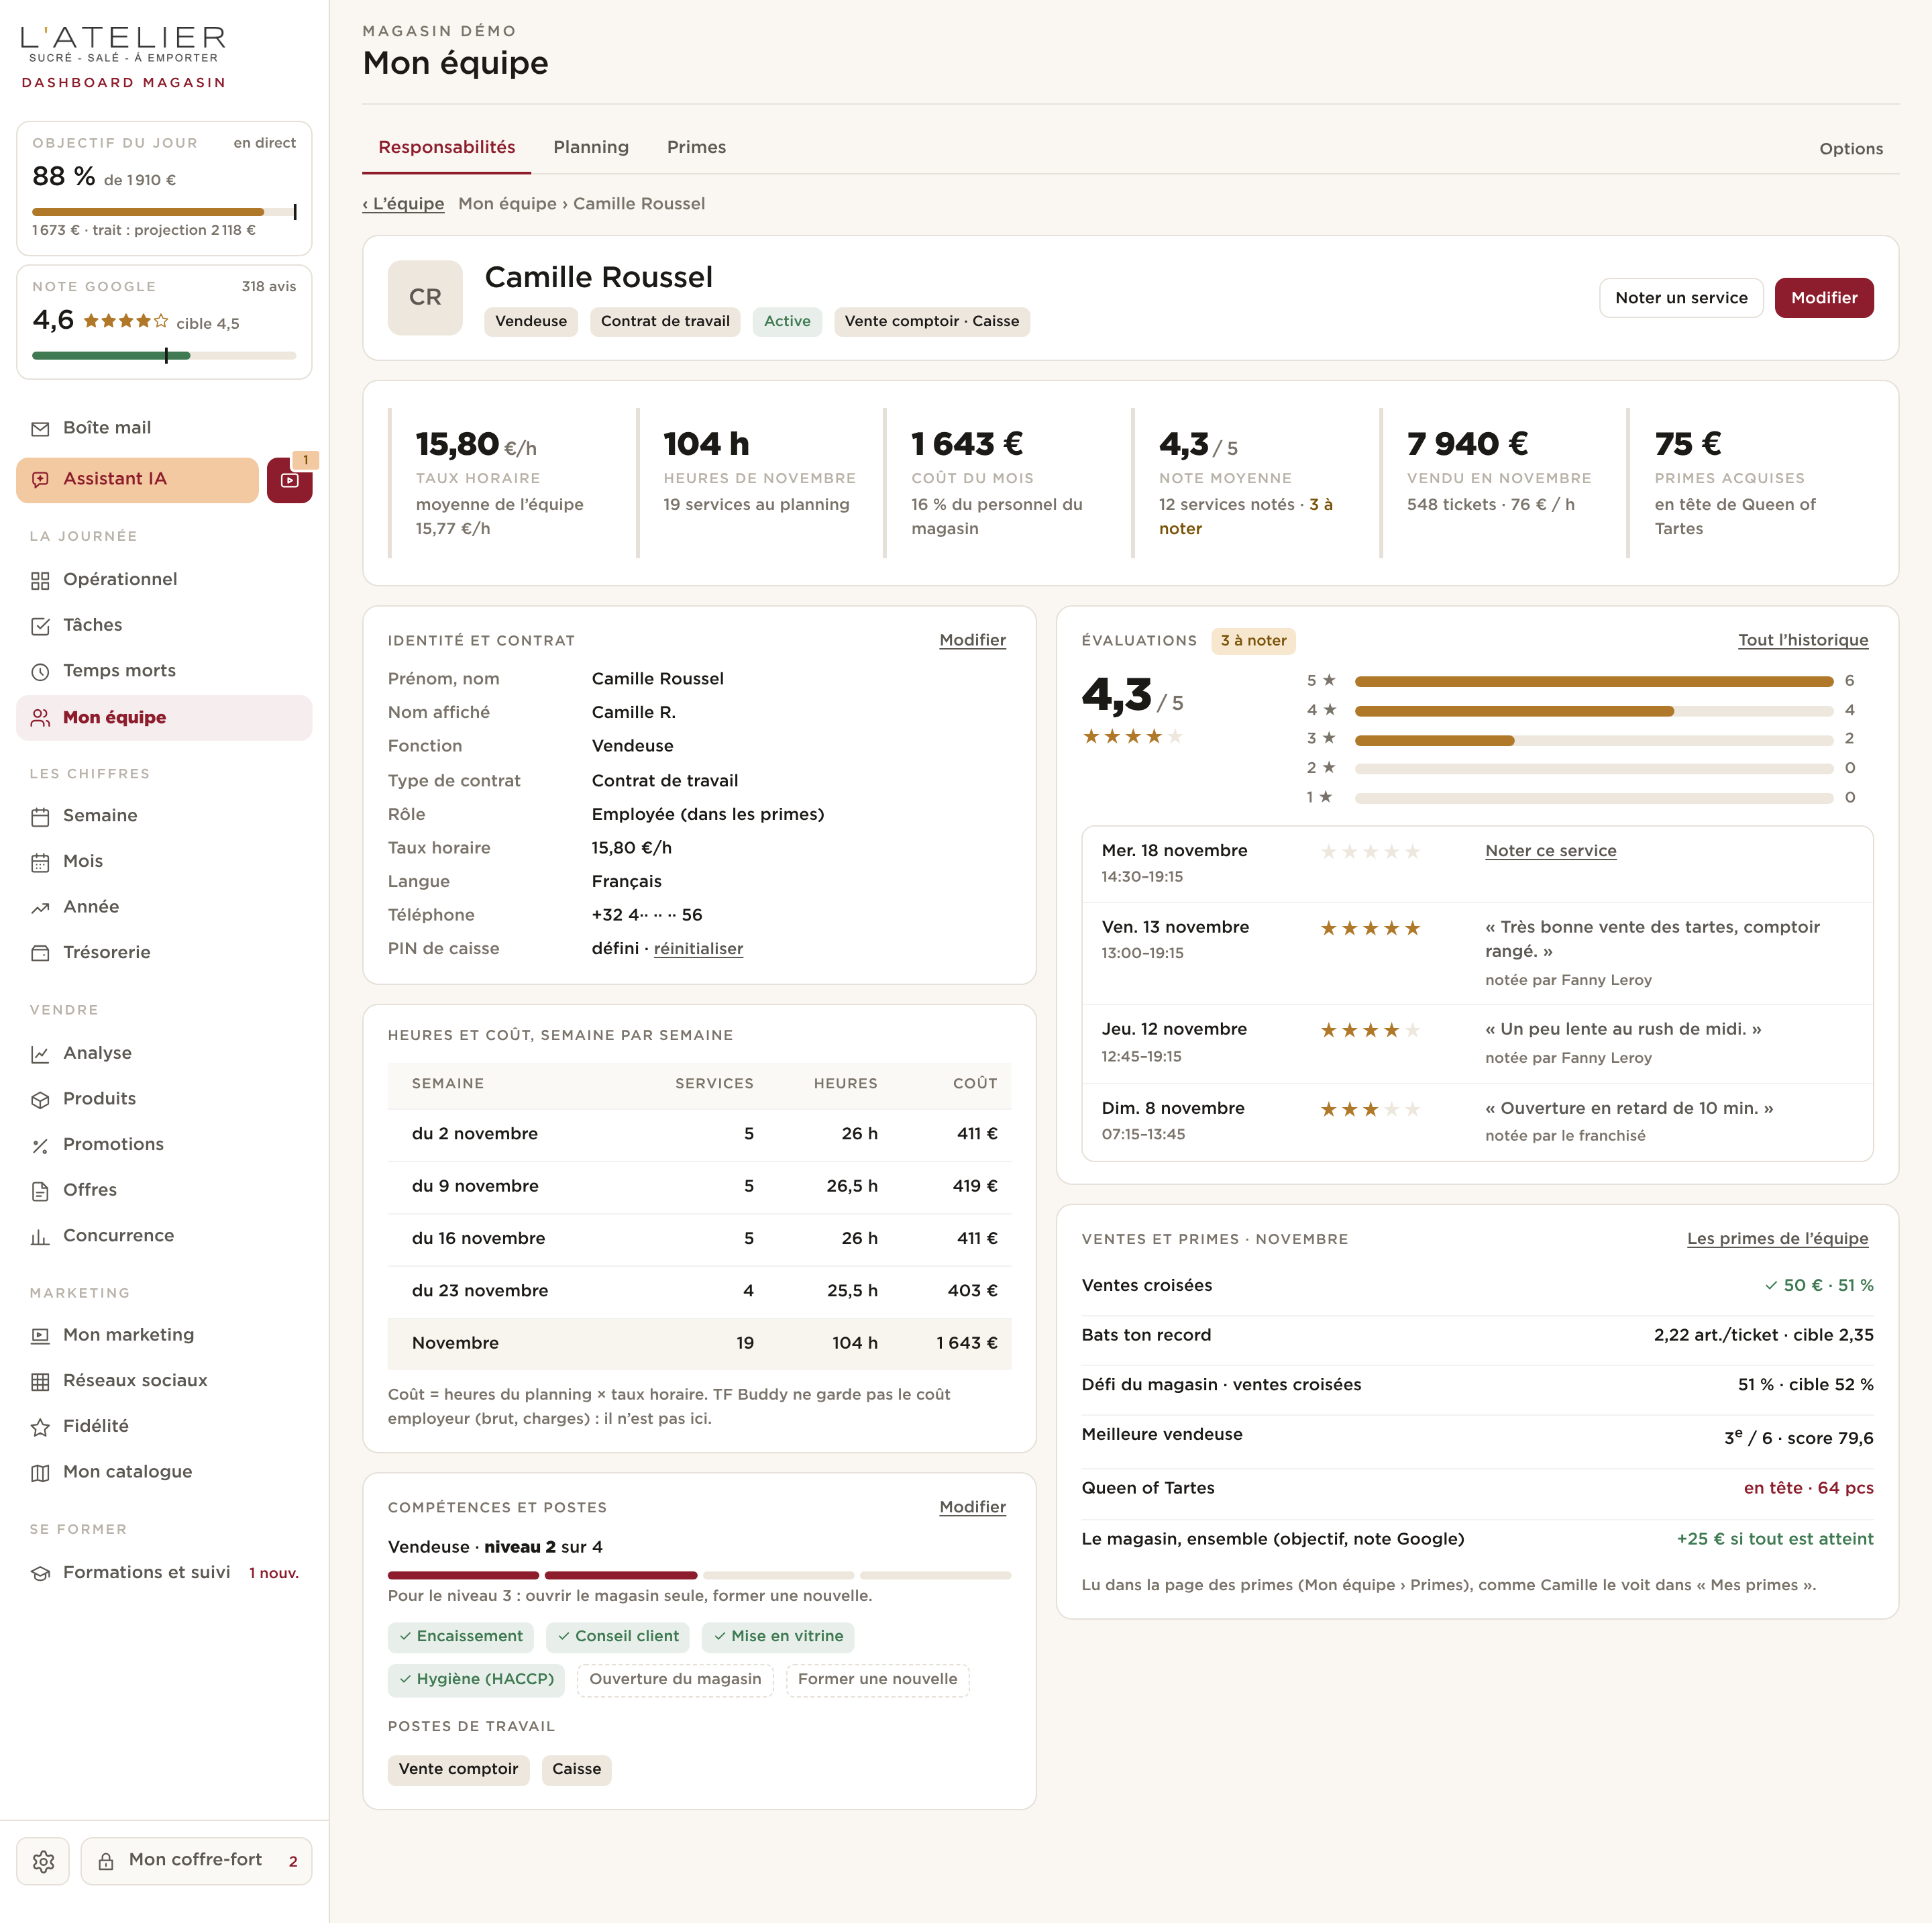 L'ATELIER
SUCRÉ - SALÉ - À EMPORTER
DASHBOARD MAGASIN
OBJECTIF DU JOUR en direct
88 % de 1 910 €
1 673 € · trait : projection 2 118 €
NOTE GOOGLE 318 avis
4,6 ★★★★☆ cible 4,5
Boîte mail
Assistant IA 1
LA JOURNÉE
Opérationnel
Tâches
Temps morts
Mon équipe
LES CHIFFRES
Semaine
Mois
Année
Trésorerie
VENDRE
Analyse
Produits
Promotions
Offres
Concurrence
MARKETING
Mon marketing
Réseaux sociaux
Fidélité
Mon catalogue
SE FORMER
Formations et suivi 1 nouv.
Mon coffre-fort 2
MAGASIN DÉMO
Mon équipe
Responsabilités Planning Primes Options
‹ L’équipe Mon équipe › Camille Roussel
CR
Camille Roussel
Vendeuse Contrat de travail Active Vente comptoir · Caisse
Noter un service Modifier
15,80 €/h
TAUX HORAIRE
moyenne de l’équipe
15,77 €/h
104 h
HEURES DE NOVEMBRE
19 services au planning
1 643 €
COÛT DU MOIS
16 % du personnel du
magasin
4,3 / 5
NOTE MOYENNE
12 services notés · 3 à
noter
7 940 €
VENDU EN NOVEMBRE
548 tickets · 76 € / h
75 €
PRIMES ACQUISES
en tête de Queen of
Tartes
IDENTITÉ ET CONTRAT Modifier
Prénom, nom Camille Roussel
Nom affiché Camille R.
Fonction Vendeuse
Type de contrat Contrat de travail
Rôle Employée (dans les primes)
Taux horaire 15,80 €/h
Langue Français
Téléphone +32 4·· ·· ·· 56
PIN de caisse défini · réinitialiser
HEURES ET COÛT, SEMAINE PAR SEMAINE
SEMAINE SERVICES HEURES COÛT
du 2 novembre 5 26 h 411 €
du 9 novembre 5 26,5 h 419 €
du 16 novembre 5 26 h 411 €
du 23 novembre 4 25,5 h 403 €
Novembre 19 104 h 1 643 €
Coût = heures du planning × taux horaire. TF Buddy ne garde pas le coût
employeur (brut, charges) : il n’est pas ici.
COMPÉTENCES ET POSTES Modifier
Vendeuse · niveau 2 sur 4
Pour le niveau 3 : ouvrir le magasin seule, former une nouvelle.
✓ Encaissement ✓ Conseil client ✓ Mise en vitrine
✓ Hygiène (HACCP) Ouverture du magasin Former une nouvelle
POSTES DE TRAVAIL
Vente comptoir Caisse
ÉVALUATIONS 3 à noter Tout l’historique
4,3 / 5
★★★★★
5 ★ 6
4 ★ 4
3 ★ 2
2 ★ 0
1 ★ 0
Mer. 18 novembre ★★★★★ Noter ce service
14:30–19:15
Ven. 13 novembre ★★★★★ « Très bonne vente des tartes, comptoir
13:00–19:15 rangé. »
notée par Fanny Leroy
Jeu. 12 novembre ★★★★★ « Un peu lente au rush de midi. »
12:45–19:15 notée par Fanny Leroy
Dim. 8 novembre ★★★★★ « Ouverture en retard de 10 min. »
07:15–13:45 notée par le franchisé
VENTES ET PRIMES · NOVEMBRE Les primes de l’équipe
Ventes croisées ✓ 50 € · 51 %
Bats ton record 2,22 art./ticket · cible 2,35
Défi du magasin · ventes croisées 51 % · cible 52 %
Meilleure vendeuse 3e / 6 · score 79,6
Queen of Tartes en tête · 64 pcs
Le magasin, ensemble (objectif, note Google) +25 € si tout est atteint
Lu dans la page des primes (Mon équipe › Primes), comme Camille le voit dans « Mes primes ».